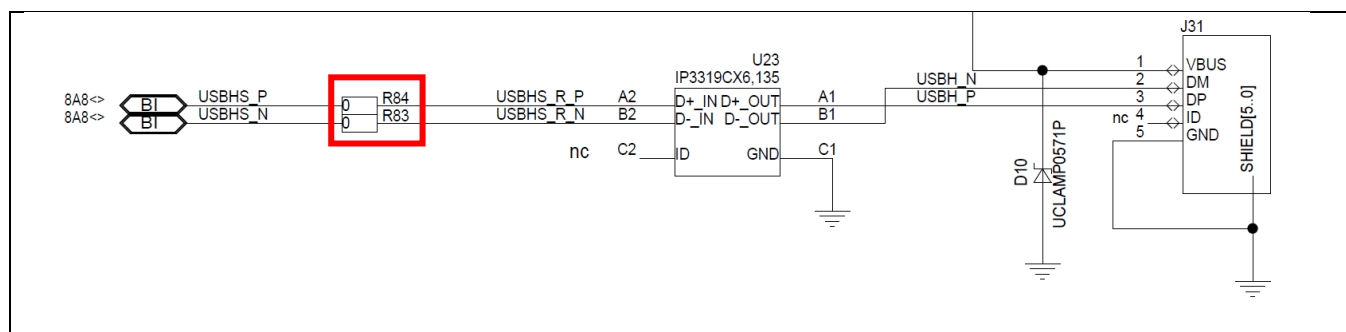 J31
U23
IP3319CX6,135
1 VBUS
USBH_N 2 DM
8A8<> BI USBHS_P 0 R84 USBHS_R_P A2 D+_IN D+_OUT A1 USBH_P 3 DP
8A8<> BI USBHS_N 0 R83 USBHS_R_N B2 D-_IN D-_OUT B1 nc 4 ID
5 GND
nc C2 ID GND C1
SHIELD[5..0]
D10
UCLAMP0571P